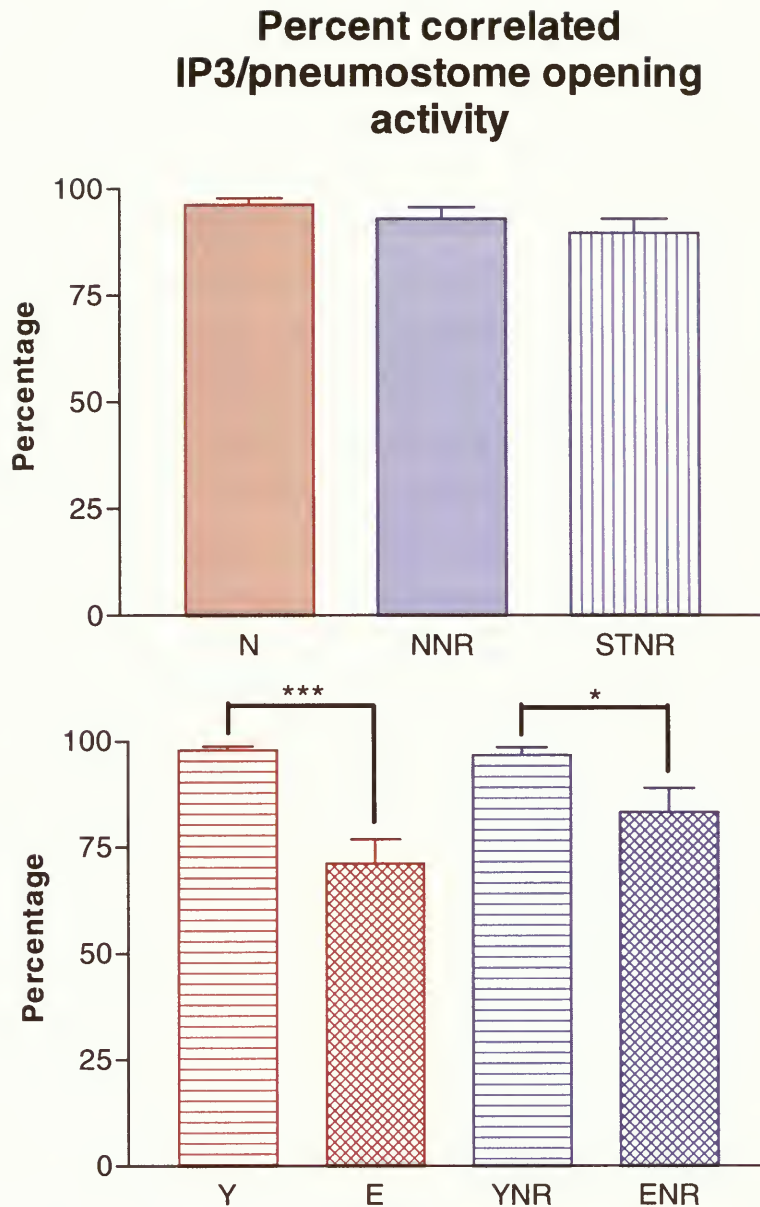 Percent correlated
IP3/pneumostome opening
activity
100
75
50
25
0
Percentage
N NNR STNR
*** *
100
75
50
25
0
Percentage
Y E YNR ENR